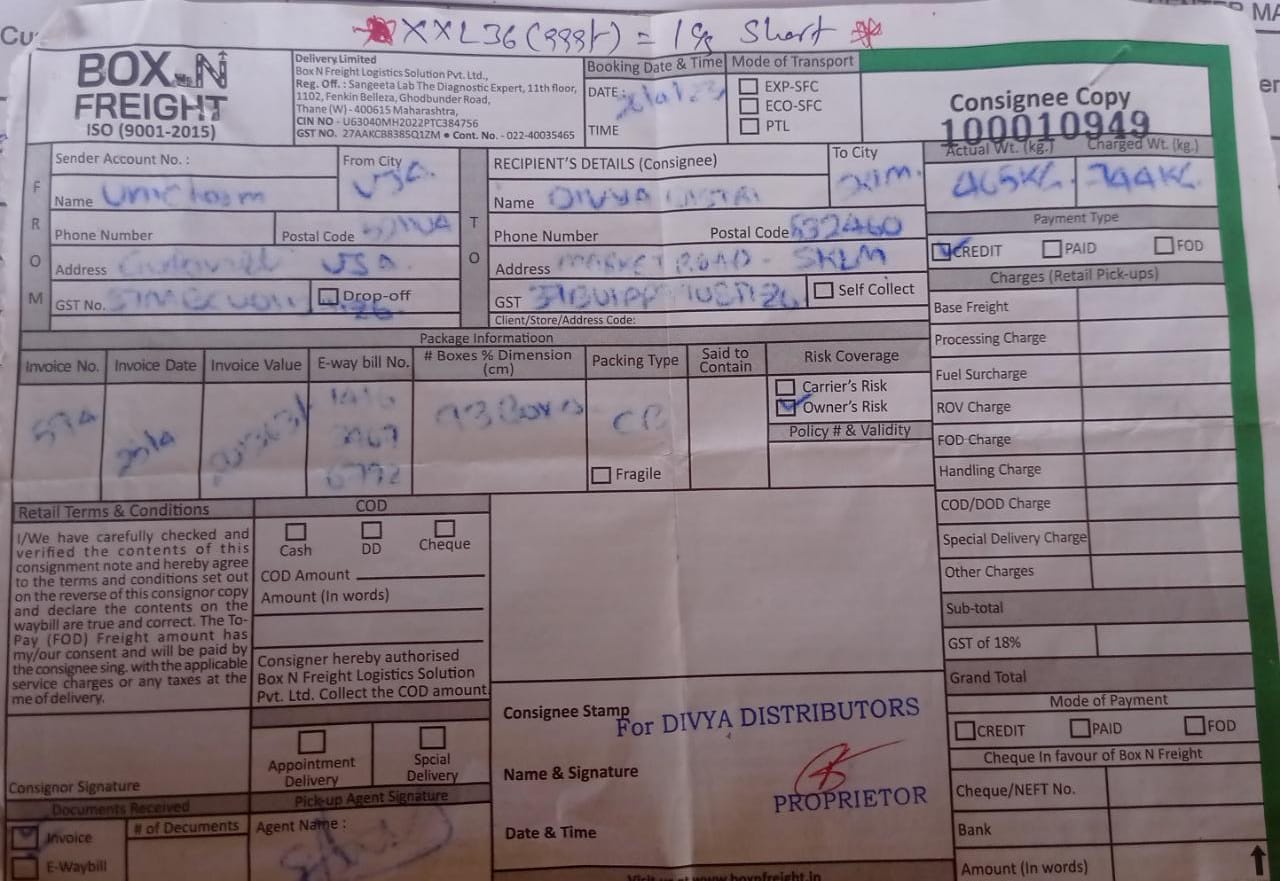 XXL36 = Short
BOX N
FREIGHT
ISO (9001-2015)
Delivery Limited
Box N Freight Logistics Solution Pvt. Ltd.,
Reg. Off. : Sangeeta Lab The Diagnostic Expert, 11th floor,
1102, Fenkin Belleza, Ghodbunder Road,
Thane (W) - 400615 Maharashtra,
CIN NO - U63040MH2022PTC384756
GST NO. 27AAKCB8385Q1ZM • Cont. No. - 022-40035465
Booking Date & Time
DATE :
TIME
Mode of Transport
EXP-SFC
ECO-SFC
PTL
Consignee Copy
100010949
Actual Wt. (kg.) Charged Wt. (kg.)
465KG 744KG
FROM
Sender Account No. :
From City
VJA.
Name Unicharm
Phone Number
Postal Code
Address VJA
GST No.
Drop-off
TO
RECIPIENT'S DETAILS (Consignee)
To City
SKLM.
Name DIVYA DISTRI
Phone Number
Postal Code 532460
Address MARKET ROAD - SKLM
GST
Self Collect
Client/Store/Address Code:
Payment Type
CREDIT PAID FOD
Charges (Retail Pick-ups)
Base Freight
Processing Charge
Fuel Surcharge
ROV Charge
FOD Charge
Handling Charge
COD/DOD Charge
Special Delivery Charge
Other Charges
Sub-total
GST of 18%
Grand Total
Mode of Payment
CREDIT PAID FOD
Cheque In favour of Box N Freight
Cheque/NEFT No.
Bank
Amount (In words)
Package Informatioon
Invoice No. Invoice Date Invoice Value E-way bill No. # Boxes % Dimension (cm) Packing Type Said to Contain Risk Coverage
574
1416
3467
6772
93 Boxes
CB
Fragile
Carrier's Risk
Owner's Risk
Policy # & Validity
Retail Terms & Conditions
I/We have carefully checked and
verified the contents of this
consignment note and hereby agree
to the terms and conditions set out
on the reverse of this consignor copy
and declare the contents on the
waybill are true and correct. The To-
Pay (FOD) Freight amount has
my/our consent and will be paid by
the consignee sing. with the applicable
service charges or any taxes at the
me of delivery.
Consignor Signature
Documents Received
Invoice
E-Waybill
# of Documents
COD
Cash DD Cheque
COD Amount
Amount (In words)
Consigner hereby authorised
Box N Freight Logistics Solution
Pvt. Ltd. Collect the COD amount
Appointment Delivery
Spcial Delivery
Pick-up Agent Signature
Agent Name :
Consignee Stamp
For DIVYA DISTRIBUTORS
Name & Signature
PROPRIETOR
Date & Time
Visit us at www.boxnfreight.in